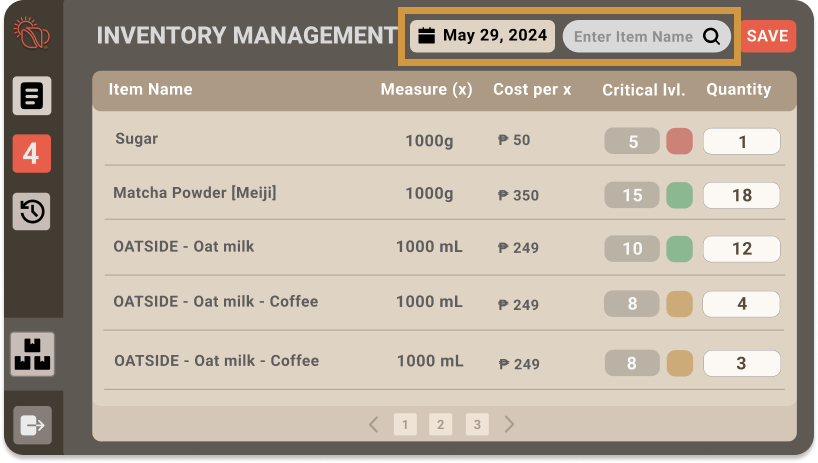 INVENTORY MANAGEMENT May 29, 2024 Enter Item Name SAVE
Item Name Measure (x) Cost per x Critical lvl. Quantity
Sugar 1000g ₱ 50 5 1
4
Matcha Powder [Meiji] 1000g ₱ 350 15 18
OATSIDE - Oat milk 1000 mL ₱ 249 10 12
OATSIDE - Oat milk - Coffee 1000 mL ₱ 249 8 4
OATSIDE - Oat milk - Coffee 1000 mL ₱ 249 8 3
1 2 3